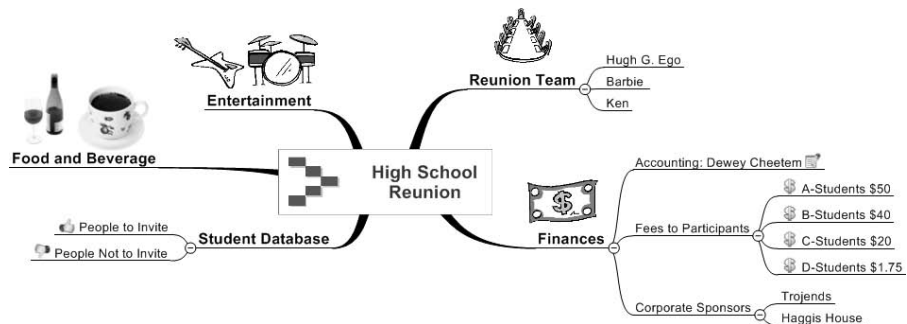 High School
Reunion
Reunion Team
Hugh G. Ego
Barbie
Ken
Finances
Accounting: Dewey Cheetem
Fees to Participants
A-Students $50
B-Students $40
C-Students $20
D-Students $1.75
Corporate Sponsors
Trojends
Haggis House
Entertainment
Food and Beverage
Student Database
People to Invite
People Not to Invite